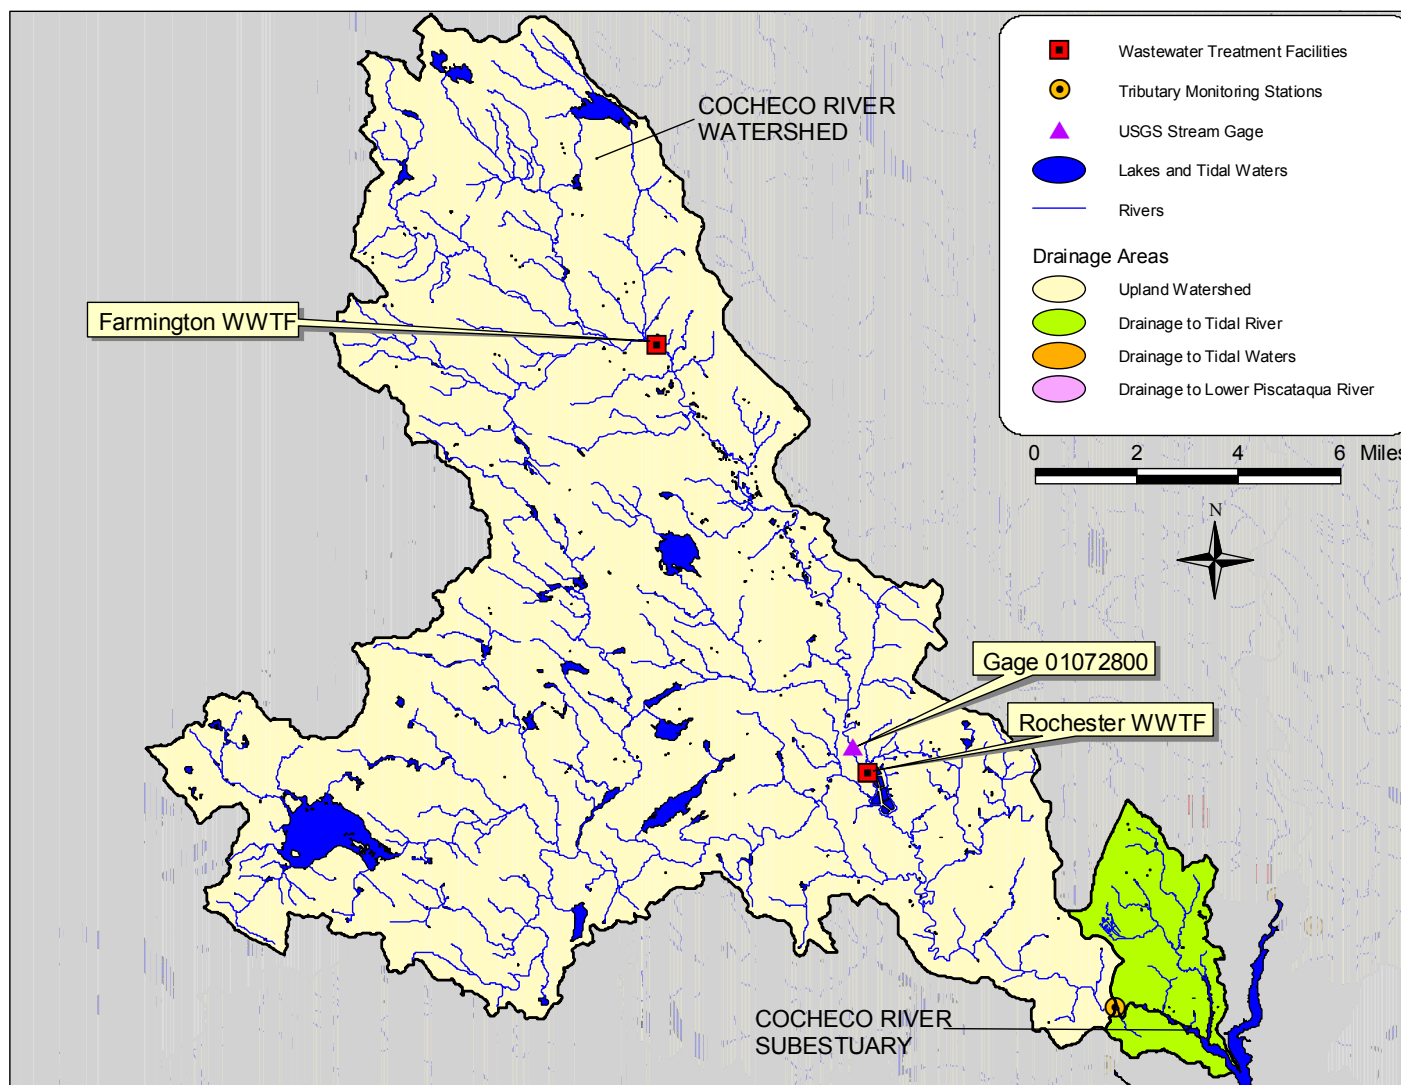 COCHECO RIVER
WATERSHED
Farmington WWTF
Wastewater Treatment Facilities
Tributary Monitoring Stations
USGS Stream Gage
Lakes and Tidal Waters
Rivers
Drainage Areas
Upland Watershed
Drainage to Tidal River
Drainage to Tidal Waters
Drainage to Lower Piscataqua River
0 2 4 6 Miles
N
Gage 01072800
Rochester WWTF
COCHECO RIVER
SUBESTUARY